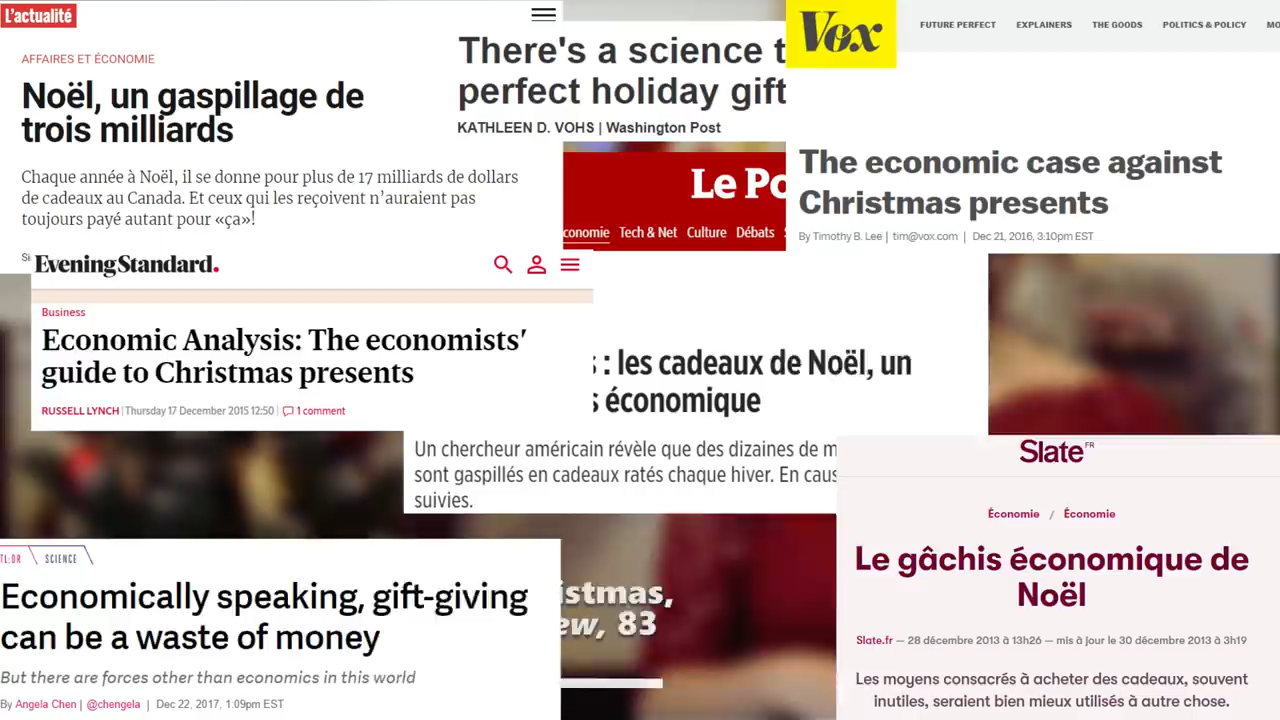 L'actualité
AFFAIRES ET ÉCONOMIE
Noël, un gaspillage de
trois milliards
Chaque année à Noël, il se donne pour plus de 17 milliards de dollars
de cadeaux au Canada. Et ceux qui les reçoivent n'auraient pas
toujours payé autant pour «ça»!
There's a science t
perfect holiday gift
KATHLEEN D. VOHS | Washington Post
Vox
FUTURE PERFECT EXPLAINERS THE GOODS POLITICS & POLICY MO
The economic case against
Christmas presents
By Timothy B. Lee | tim@vox.com | Dec 21, 2016, 3:10pm EST
Le Po
conomie Tech & Net Culture Débats
Evening Standard.
Business
Economic Analysis: The economists'
guide to Christmas presents
RUSSELL LYNCH | Thursday 17 December 2015 12:50 | 1 comment
: les cadeaux de Noël, un
s économique
Un chercheur américain révèle que des dizaines de m
sont gaspillés en cadeaux ratés chaque hiver. En caus
suivies.
Slate FR
Économie / Économie
Le gâchis économique de
Noël
Slate.fr — 28 décembre 2013 à 13h26 — mis à jour le 30 décembre 2013 à 3h19
Les moyens consacrés à acheter des cadeaux, souvent
inutiles, seraient bien mieux utilisés à autre chose.
TL;DR SCIENCE
Economically speaking, gift-giving
can be a waste of money
But there are forces other than economics in this world
By Angela Chen | @chengela | Dec 22, 2017, 1:09pm EST
istmas,
ew, 83